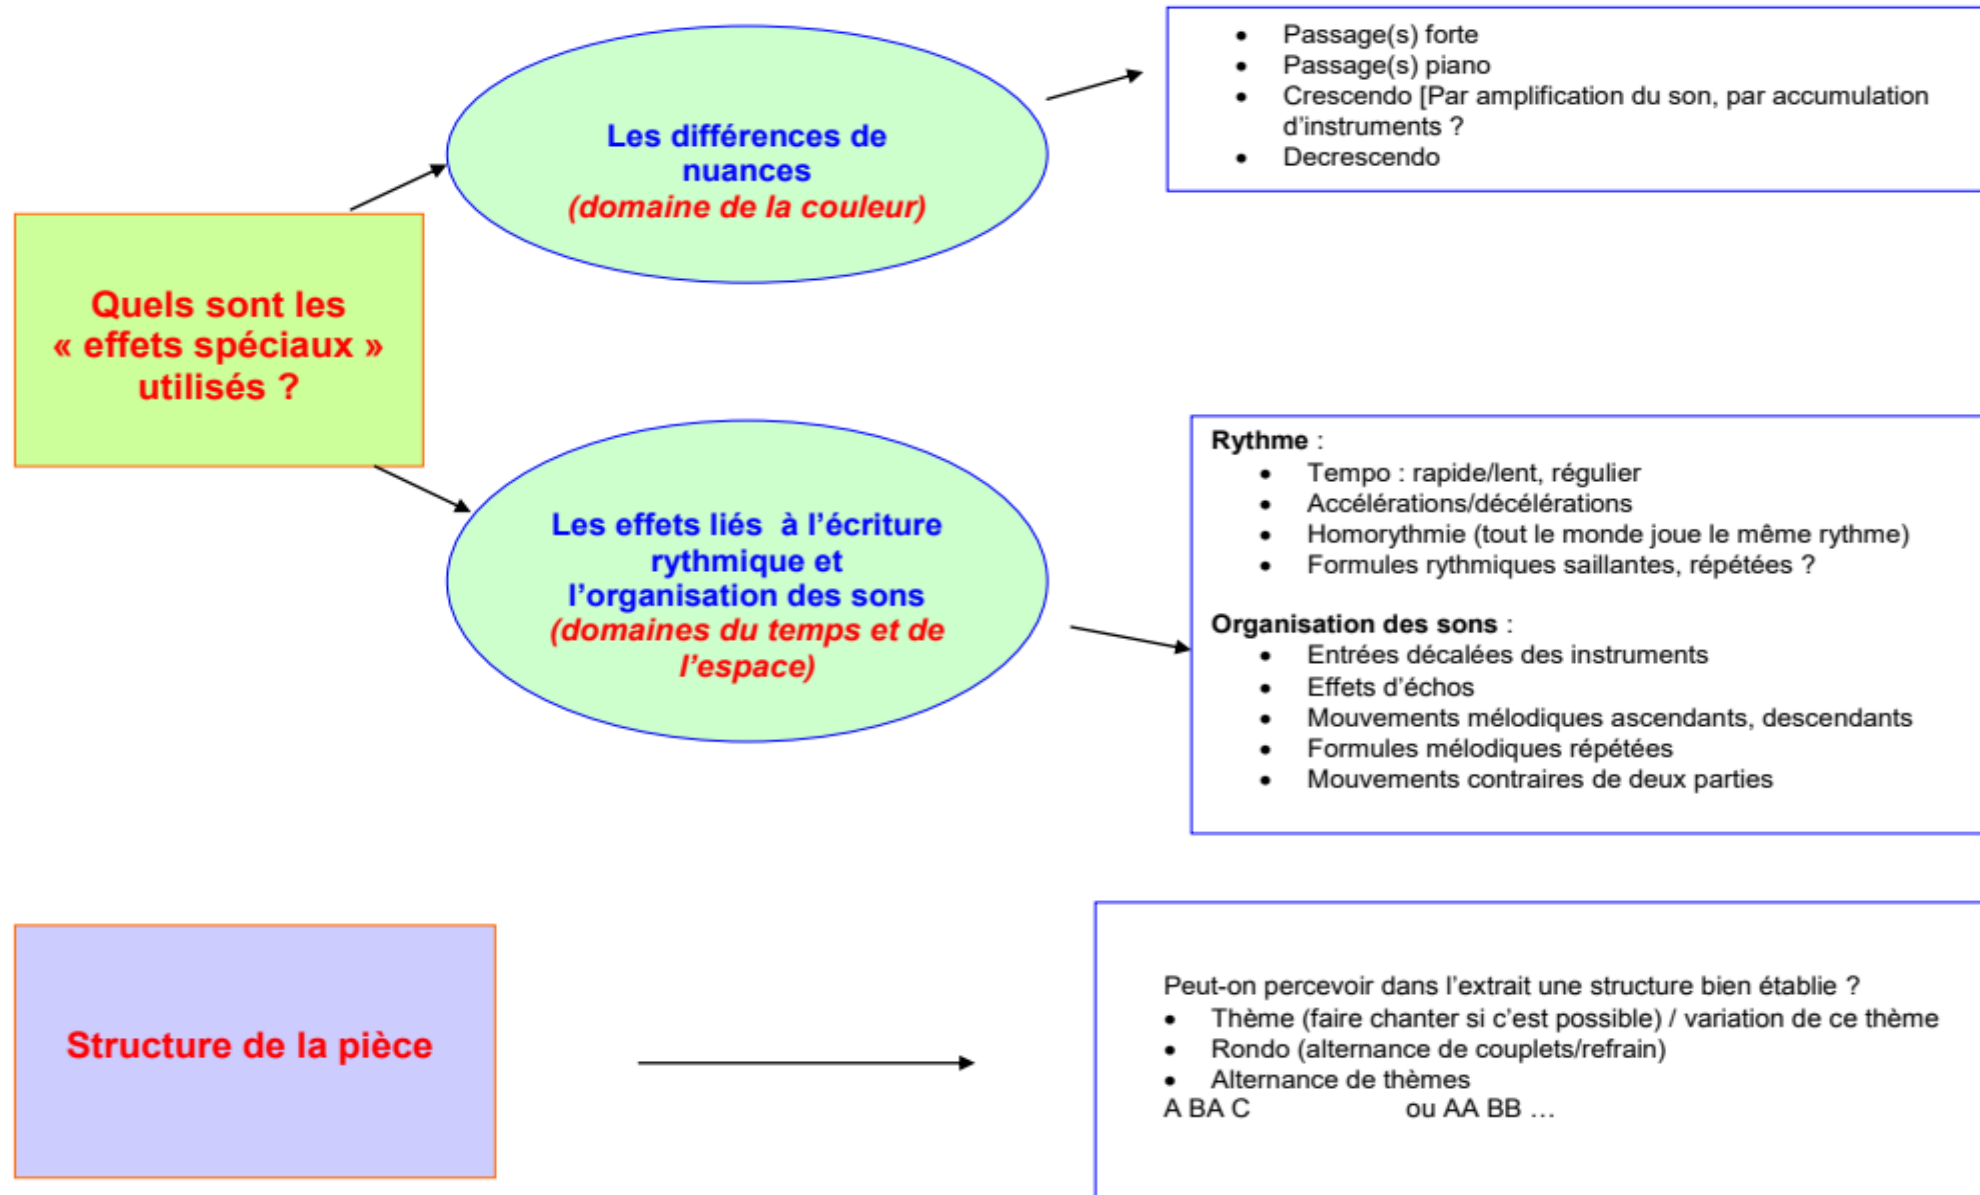 Quels sont les
« effets spéciaux »
utilisés ?
Les différences de
nuances
(domaine de la couleur)
• Passage(s) forte
• Passage(s) piano
• Crescendo [Par amplification du son, par accumulation
d'instruments ?
• Decrescendo
Les effets liés à l'écriture
rythmique et
l'organisation des sons
(domaines du temps et de
l'espace)
Rythme :
• Tempo : rapide/lent, régulier
• Accélérations/décélérations
• Homorythmie (tout le monde joue le même rythme)
• Formules rythmiques saillantes, répétées ?
Organisation des sons :
• Entrées décalées des instruments
• Effets d'échos
• Mouvements mélodiques ascendants, descendants
• Formules mélodiques répétées
• Mouvements contraires de deux parties
Structure de la pièce
Peut-on percevoir dans l'extrait une structure bien établie ?
• Thème (faire chanter si c'est possible) / variation de ce thème
• Rondo (alternance de couplets/refrain)
• Alternance de thèmes
A BA C ou AA BB …